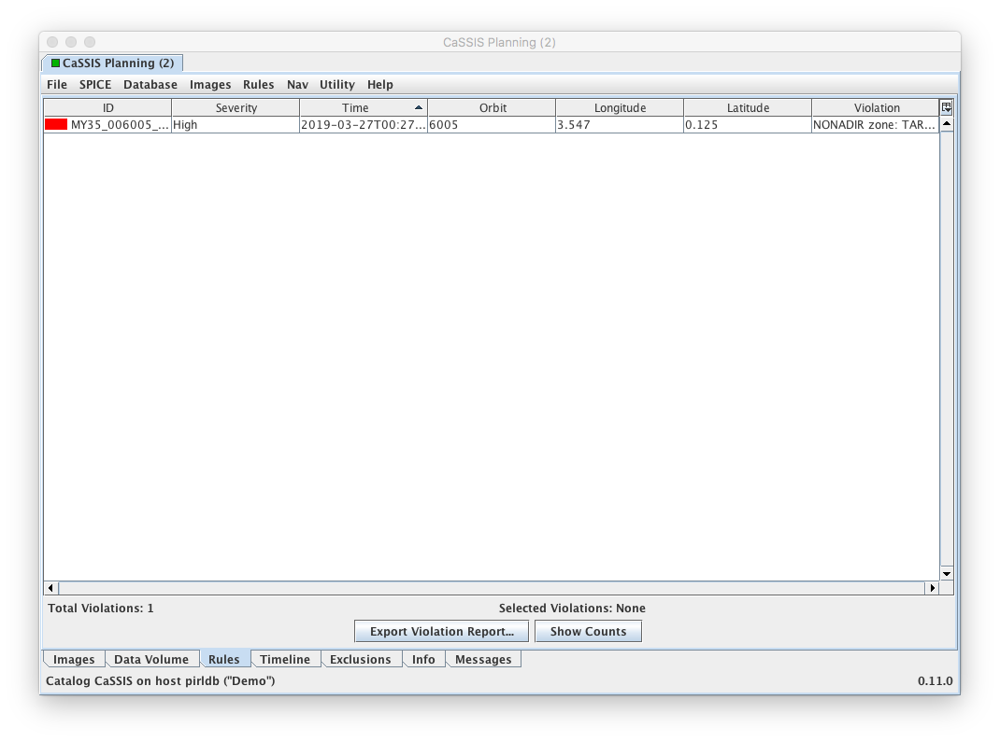 CaSSIS Planning (2)
CaSSIS Planning (2)
File SPICE Database Images Rules Nav Utility Help
ID Severity Time Orbit Longitude Latitude Violation
MY35_006005_... High 2019-03-27T00:27... 6005 3.547 0.125 NONADIR zone: TAR...
Total Violations: 1 Selected Violations: None
Export Violation Report... Show Counts
Images Data Volume Rules Timeline Exclusions Info Messages
Catalog CaSSIS on host pirldb ("Demo") 0.11.0